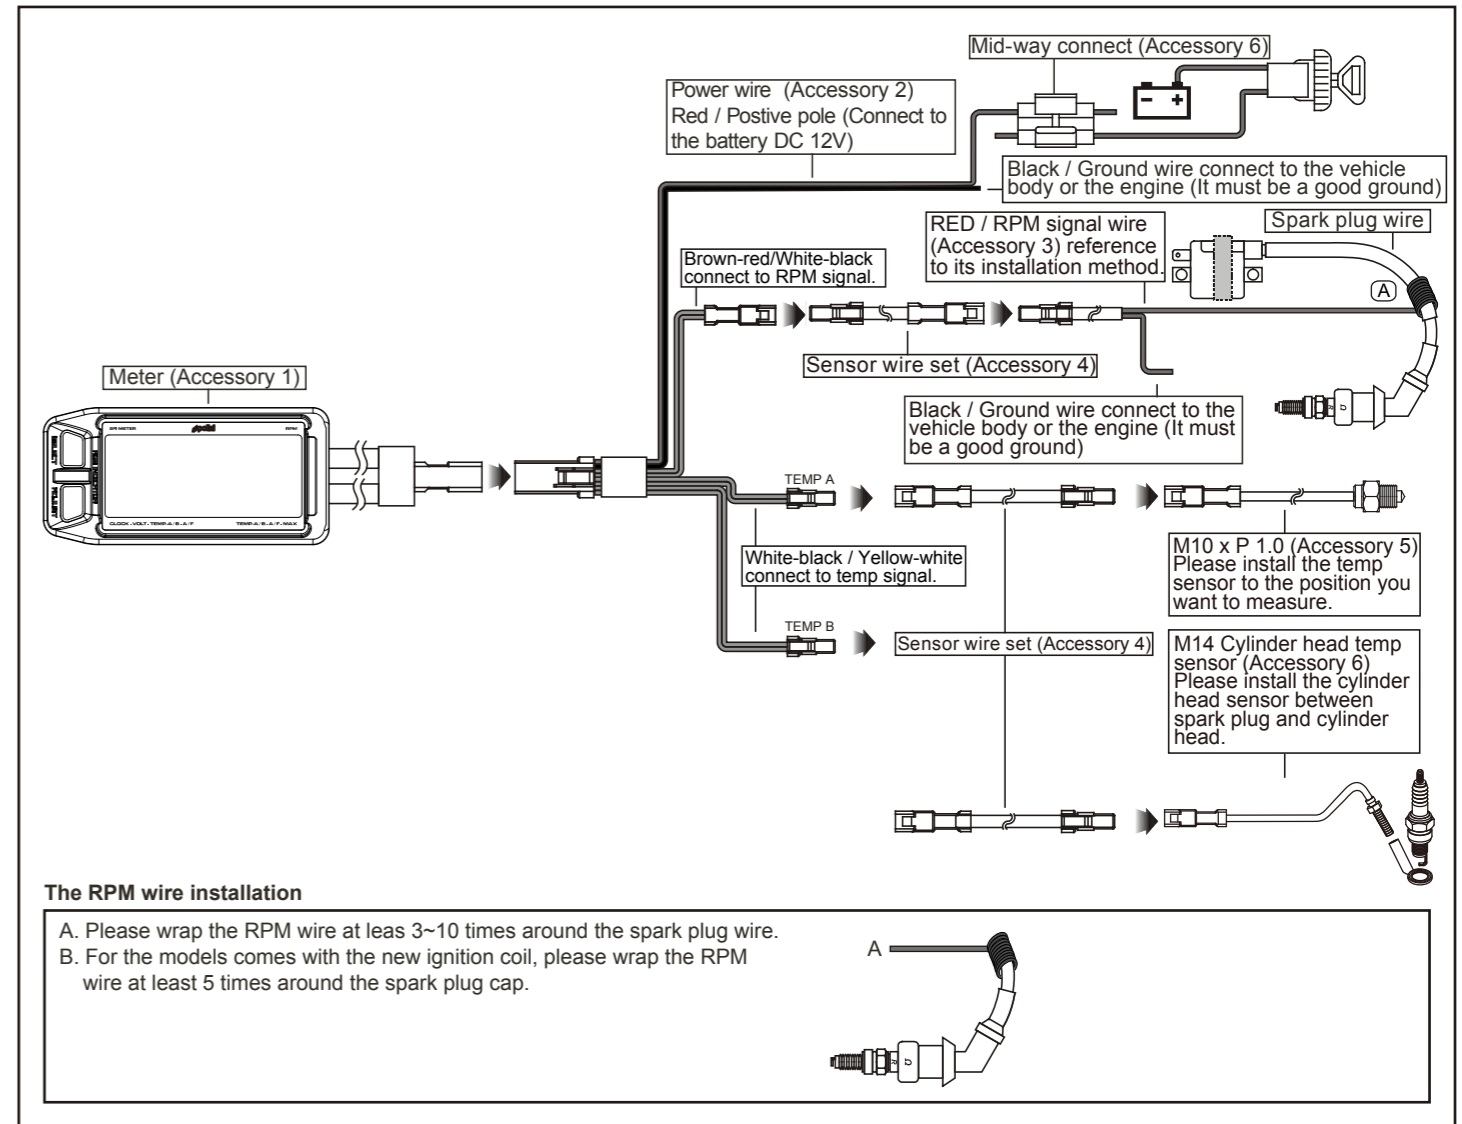 Mid-way connect (Accessory 6)
Power wire (Accessory 2)
Red / Postive pole (Connect to
the battery DC 12V)
Black / Ground wire connect to the vehicle
body or the engine (It must be a good ground)
RED / RPM signal wire
(Accessory 3) reference
to its installation method.
Spark plug wire
Brown-red/White-black
connect to RPM signal.
A
Sensor wire set (Accessory 4)
Meter (Accessory 1)
Black / Ground wire connect to the
vehicle body or the engine (It must
be a good ground)
SELECT
ADJUST
RPM
CLOCK・VOLT・TEMP-A/B・A/F
TEMP-A/B・A/F・MAX
TEMP A
White-black / Yellow-white
connect to temp signal.
M10 x P 1.0 (Accessory 5)
Please install the temp
sensor to the position you
want to measure.
TEMP B
Sensor wire set (Accessory 4)
M14 Cylinder head temp
sensor (Accessory 6)
Please install the cylinder
head sensor between
spark plug and cylinder
head.
The RPM wire installation
A. Please wrap the RPM wire at leas 3~10 times around the spark plug wire.
B. For the models comes with the new ignition coil, please wrap the RPM
wire at least 5 times around the spark plug cap.
A
R
Ω